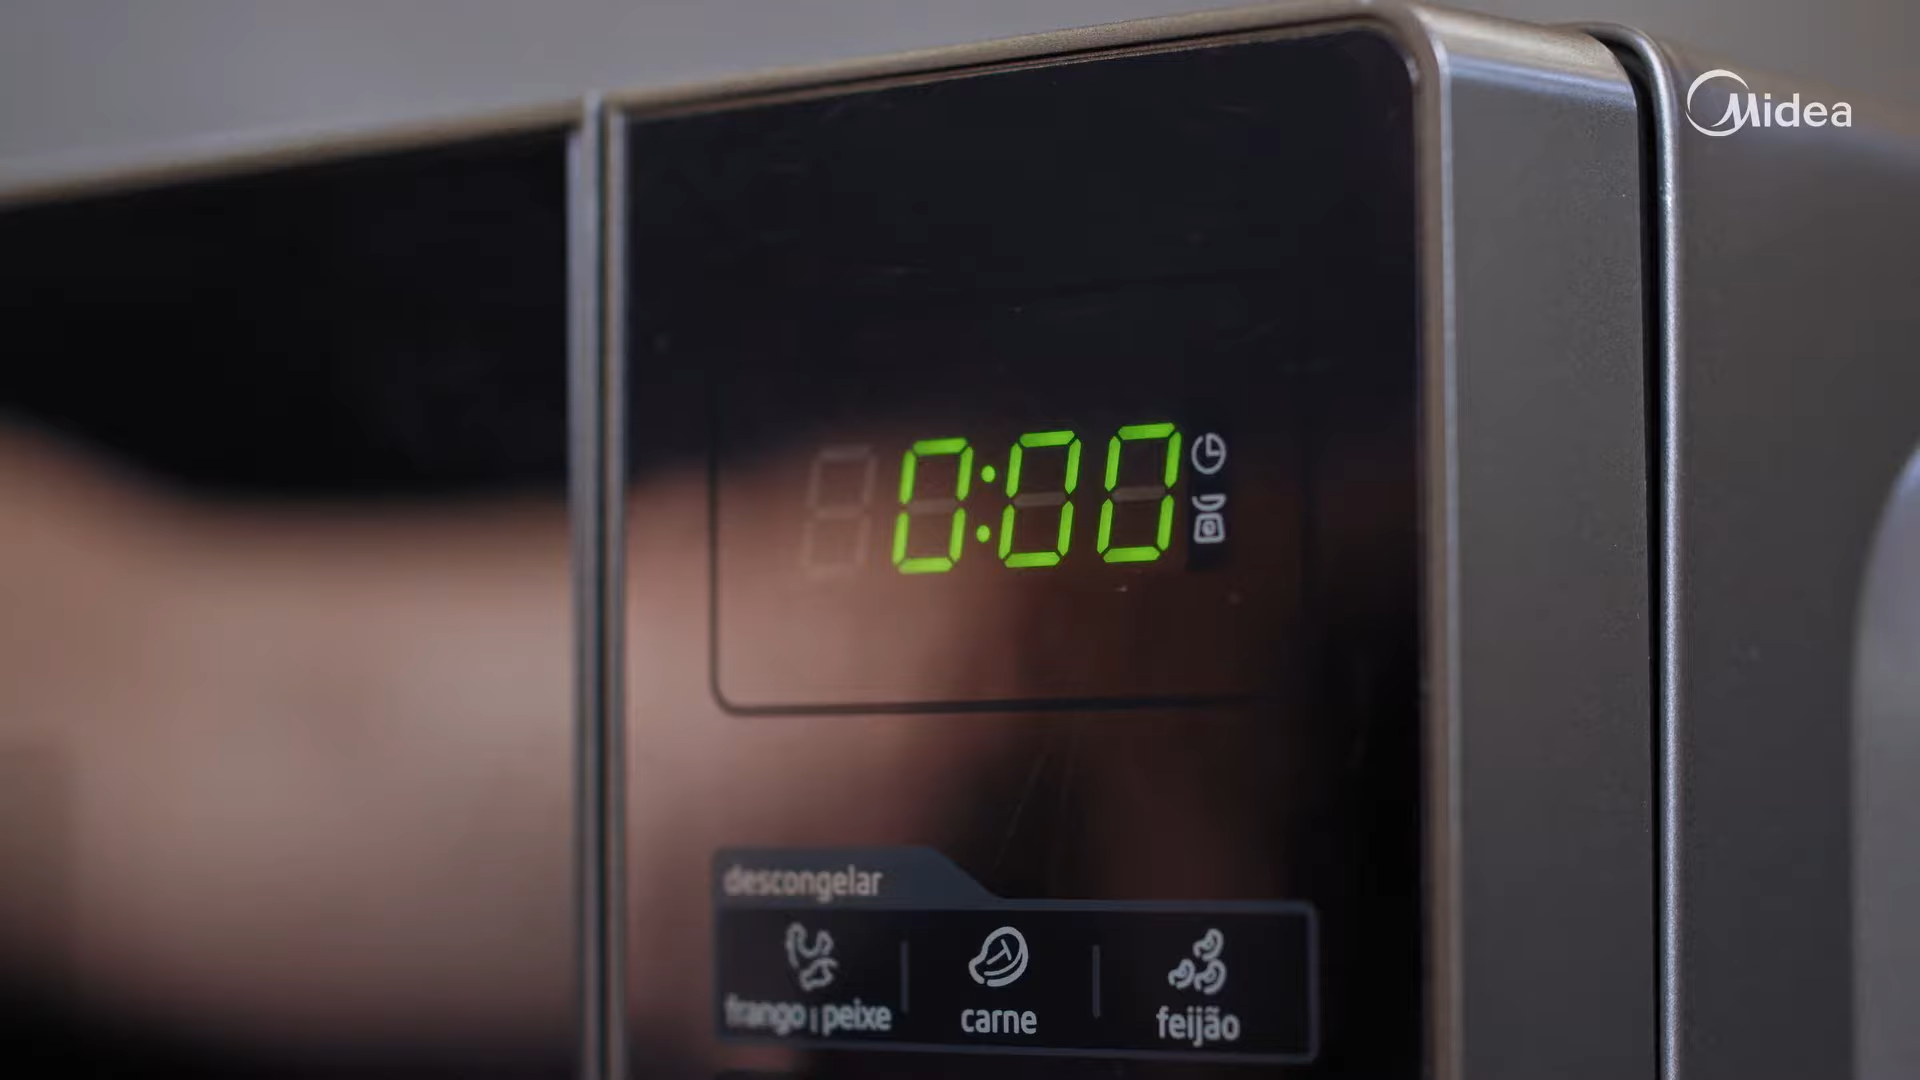 Midea
0:00
descongelar
frango | peixe
carne
feijão